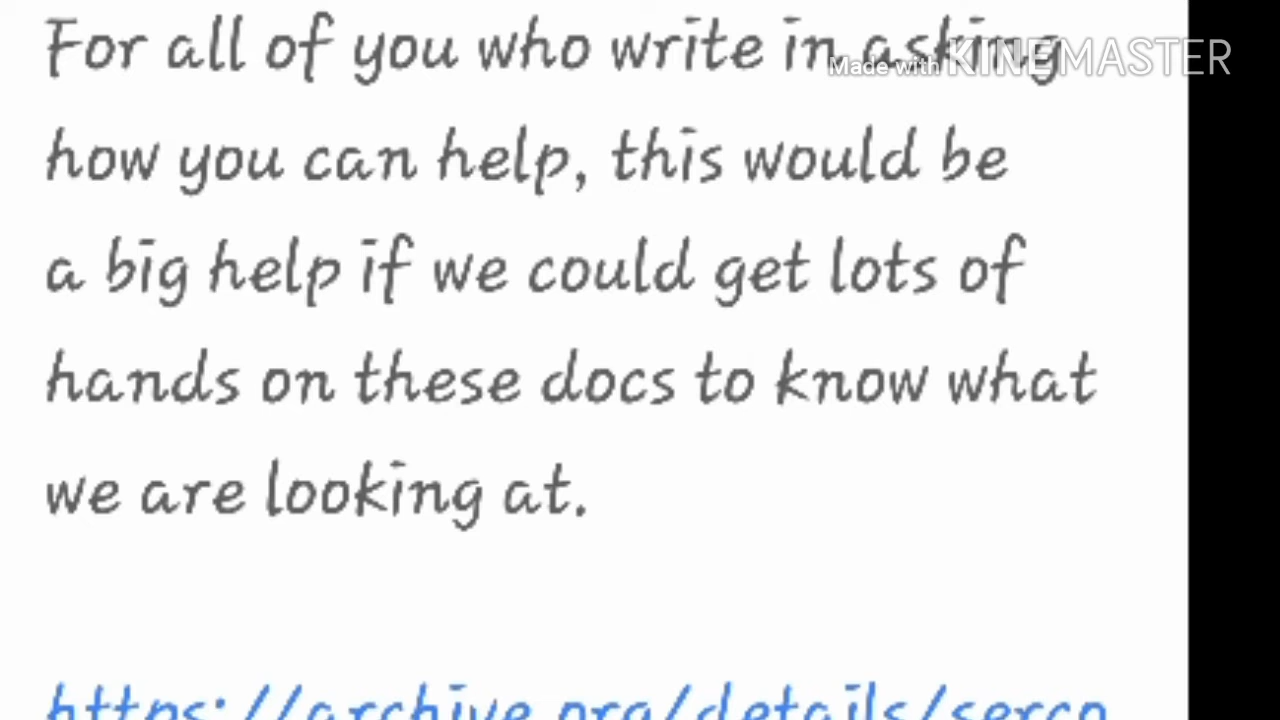 For all of you who write in asking
Made with KINEMASTER
how you can help, this would be
a big help if we could get lots of
hands on these docs to know what
we are looking at.
https://archive.org/details/serco